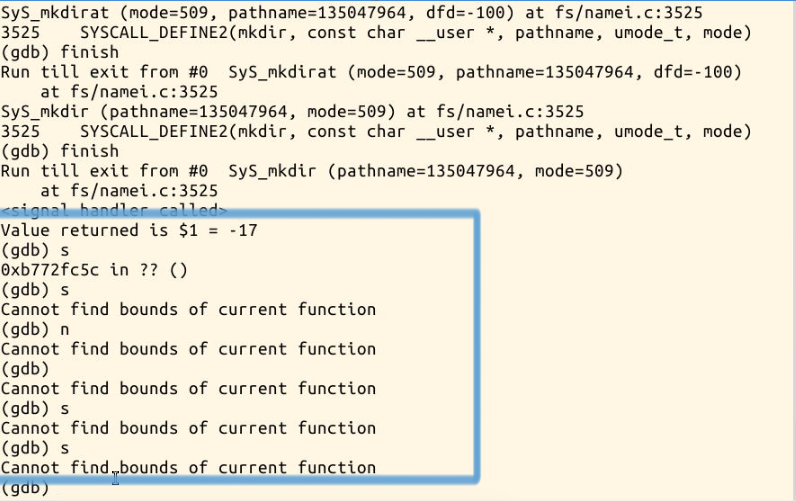 SyS_mkdirat (mode=509, pathname=135047964, dfd=-100) at fs/namei.c:3525
3525    SYSCALL_DEFINE2(mkdir, const char __user *, pathname, umode_t, mode)
(gdb) finish
Run till exit from #0  SyS_mkdirat (mode=509, pathname=135047964, dfd=-100)
    at fs/namei.c:3525
SyS_mkdir (pathname=135047964, mode=509) at fs/namei.c:3525
3525    SYSCALL_DEFINE2(mkdir, const char __user *, pathname, umode_t, mode)
(gdb) finish
Run till exit from #0  SyS_mkdir (pathname=135047964, mode=509)
    at fs/namei.c:3525
<signal handler called>
Value returned is $1 = -17
(gdb) s
0xb772fc5c in ?? ()
(gdb) s
Cannot find bounds of current function
(gdb) n
Cannot find bounds of current function
(gdb)
Cannot find bounds of current function
(gdb) s
Cannot find bounds of current function
(gdb) s
Cannot find bounds of current function
(gdb)